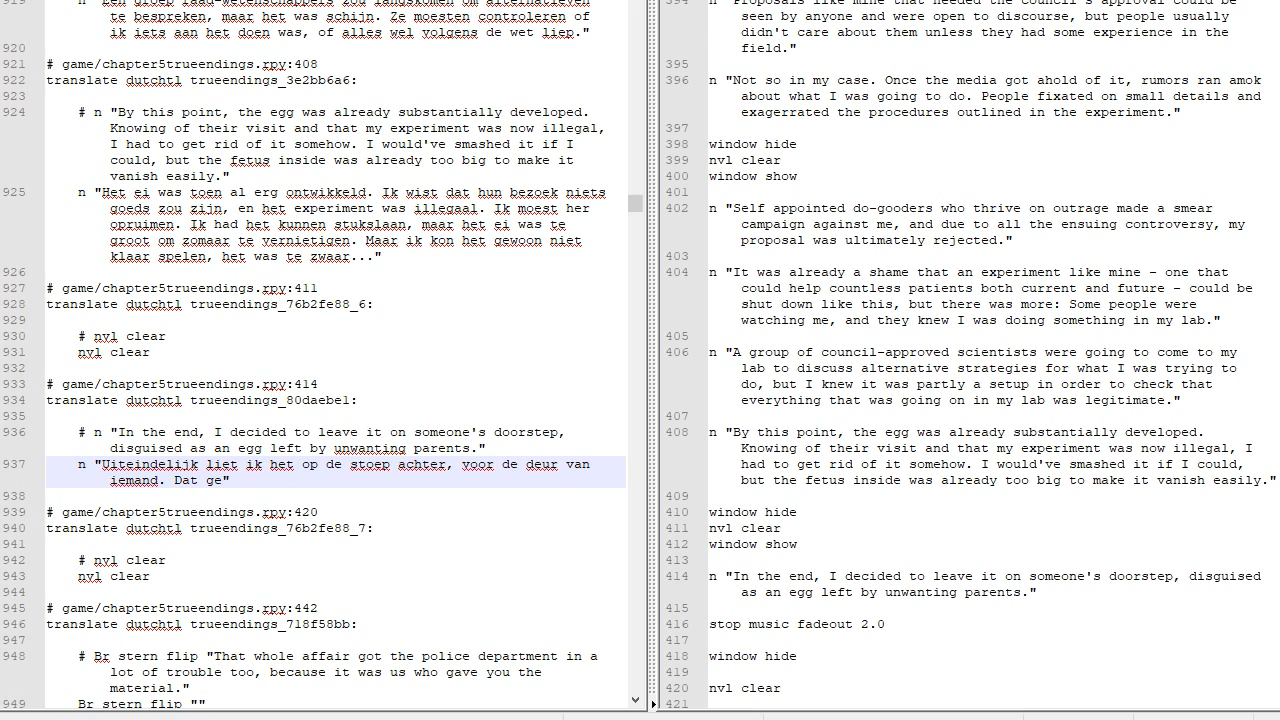 919
n "Een groep raad-wetenschappers zou langskomen om alternatieven
te bespreken, maar het was schijn. Ze moesten controleren of
ik iets aan het doen was, of alles wel volgens de wet liep."
920
921 # game/chapter5trueendings.rpy:408
922 translate dutchtl trueendings_3e2bb6a6:
923
924 # n "By this point, the egg was already substantially developed.
Knowing of their visit and that my experiment was now illegal,
I had to get rid of it somehow. I would've smashed it if I
could, but the fetus inside was already too big to make it
vanish easily."
925 n "Het ei was toen al erg ontwikkeld. Ik wist dat hun bezoek niets
goeds zou zijn, en het experiment was illegaal. Ik moest her
opruimen. Ik had het kunnen stukslaan, maar het ei was te
groot om zomaar te vernietigen. Maar ik kon het gewoon niet
klaar spelen, het was te zwaar..."
926
927 # game/chapter5trueendings.rpy:411
928 translate dutchtl trueendings_76b2fe88_6:
929
930 # nvl clear
931 nvl clear
932
933 # game/chapter5trueendings.rpy:414
934 translate dutchtl trueendings_80daebe1:
935
936 # n "In the end, I decided to leave it on someone's doorstep,
disguised as an egg left by unwanting parents."
937 n "Uiteindelijk liet ik het op de stoep achter, voor de deur van
iemand. Dat ge"
938
939 # game/chapter5trueendings.rpy:420
940 translate dutchtl trueendings_76b2fe88_7:
941
942 # nvl clear
943 nvl clear
944
945 # game/chapter5trueendings.rpy:442
946 translate dutchtl trueendings_718f58bb:
947
948 # Br stern flip "That whole affair got the police department in a
lot of trouble too, because it was us who gave you the
material."
949 Br stern flip ""
394 n "Proposals like mine that needed the council's approval could be
seen by anyone and were open to discourse, but people usually
didn't care about them unless they had some experience in the
field."
395
396 n "Not so in my case. Once the media got ahold of it, rumors ran amok
about what I was going to do. People fixated on small details and
exagerrated the procedures outlined in the experiment."
397
398 window hide
399 nvl clear
400 window show
401
402 n "Self appointed do-gooders who thrive on outrage made a smear
campaign against me, and due to all the ensuing controversy, my
proposal was ultimately rejected."
403
404 n "It was already a shame that an experiment like mine - one that
could help countless patients both current and future - could be
shut down like this, but there was more: Some people were
watching me, and they knew I was doing something in my lab."
405
406 n "A group of council-approved scientists were going to come to my
lab to discuss alternative strategies for what I was trying to
do, but I knew it was partly a setup in order to check that
everything that was going on in my lab was legitimate."
407
408 n "By this point, the egg was already substantially developed.
Knowing of their visit and that my experiment was now illegal, I
had to get rid of it somehow. I would've smashed it if I could,
but the fetus inside was already too big to make it vanish easily."
409
410 window hide
411 nvl clear
412 window show
413
414 n "In the end, I decided to leave it on someone's doorstep, disguised
as an egg left by unwanting parents."
415
416 stop music fadeout 2.0
417
418 window hide
419
420 nvl clear
421